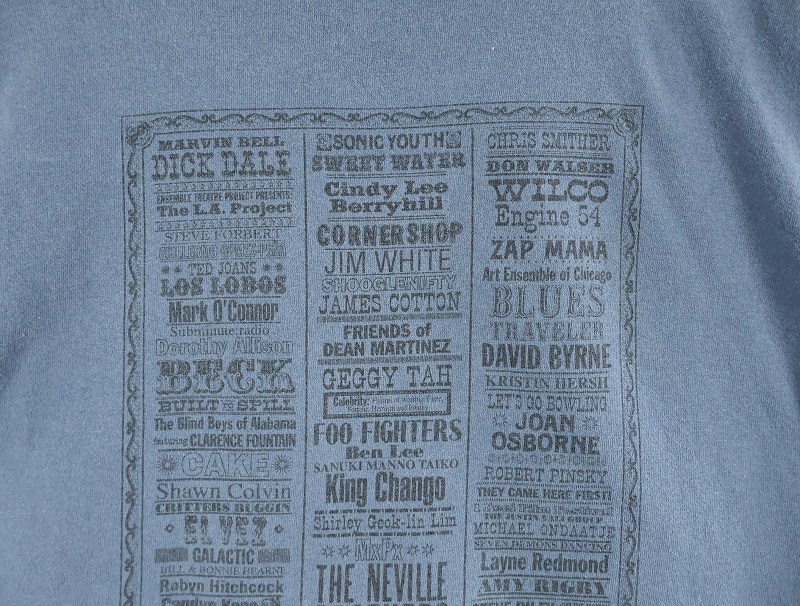 MARVIN BELL
DICK DALE
ENSEMBLE THEATRE PROJECT PRESENTS
The L.A. Project
STEVE FORBERT
TED JOANS
LOS LOBOS
Mark O'Connor
Subminute:radio
Dorothy Allison
BECK
BUILT TO SPILL
The Blind Boys of Alabama
featuring CLARENCE FOUNTAIN
CAKE
Shawn Colvin
CRITTERS BUGGIN
ELVEZ
GALACTIC
BILL & BONNIE HEARNE
Robyn Hitchcock
SONIC YOUTH
SWEET WATER
Cindy Lee
Berryhill
CORNERSHOP
JIM WHITE
SHOOGLENIFTY
JAMES COTTON
FRIENDS of
DEAN MARTINEZ
GEGGY TAH
Celebrity:
FOO FIGHTERS
Ben Lee
SANUKI MANNO TAIKO
King Chango
Shirley Geok-lin Lim
MxPx
THE NEVILLE
CHRIS SMITHER
DON WALSER
WILCO
Engine 54
ZAP MAMA
Art Ensemble of Chicago
BLUES
TRAVELER
DAVID BYRNE
KRISTIN HERSH
LET'S GO BOWLING
JOAN
OSBORNE
ROBERT PINSKY
THEY CAME HERE FIRST!
MICHAEL ONDAATJE
SEVEN DEMONS DANCING
Layne Redmond
AMY RIGBY